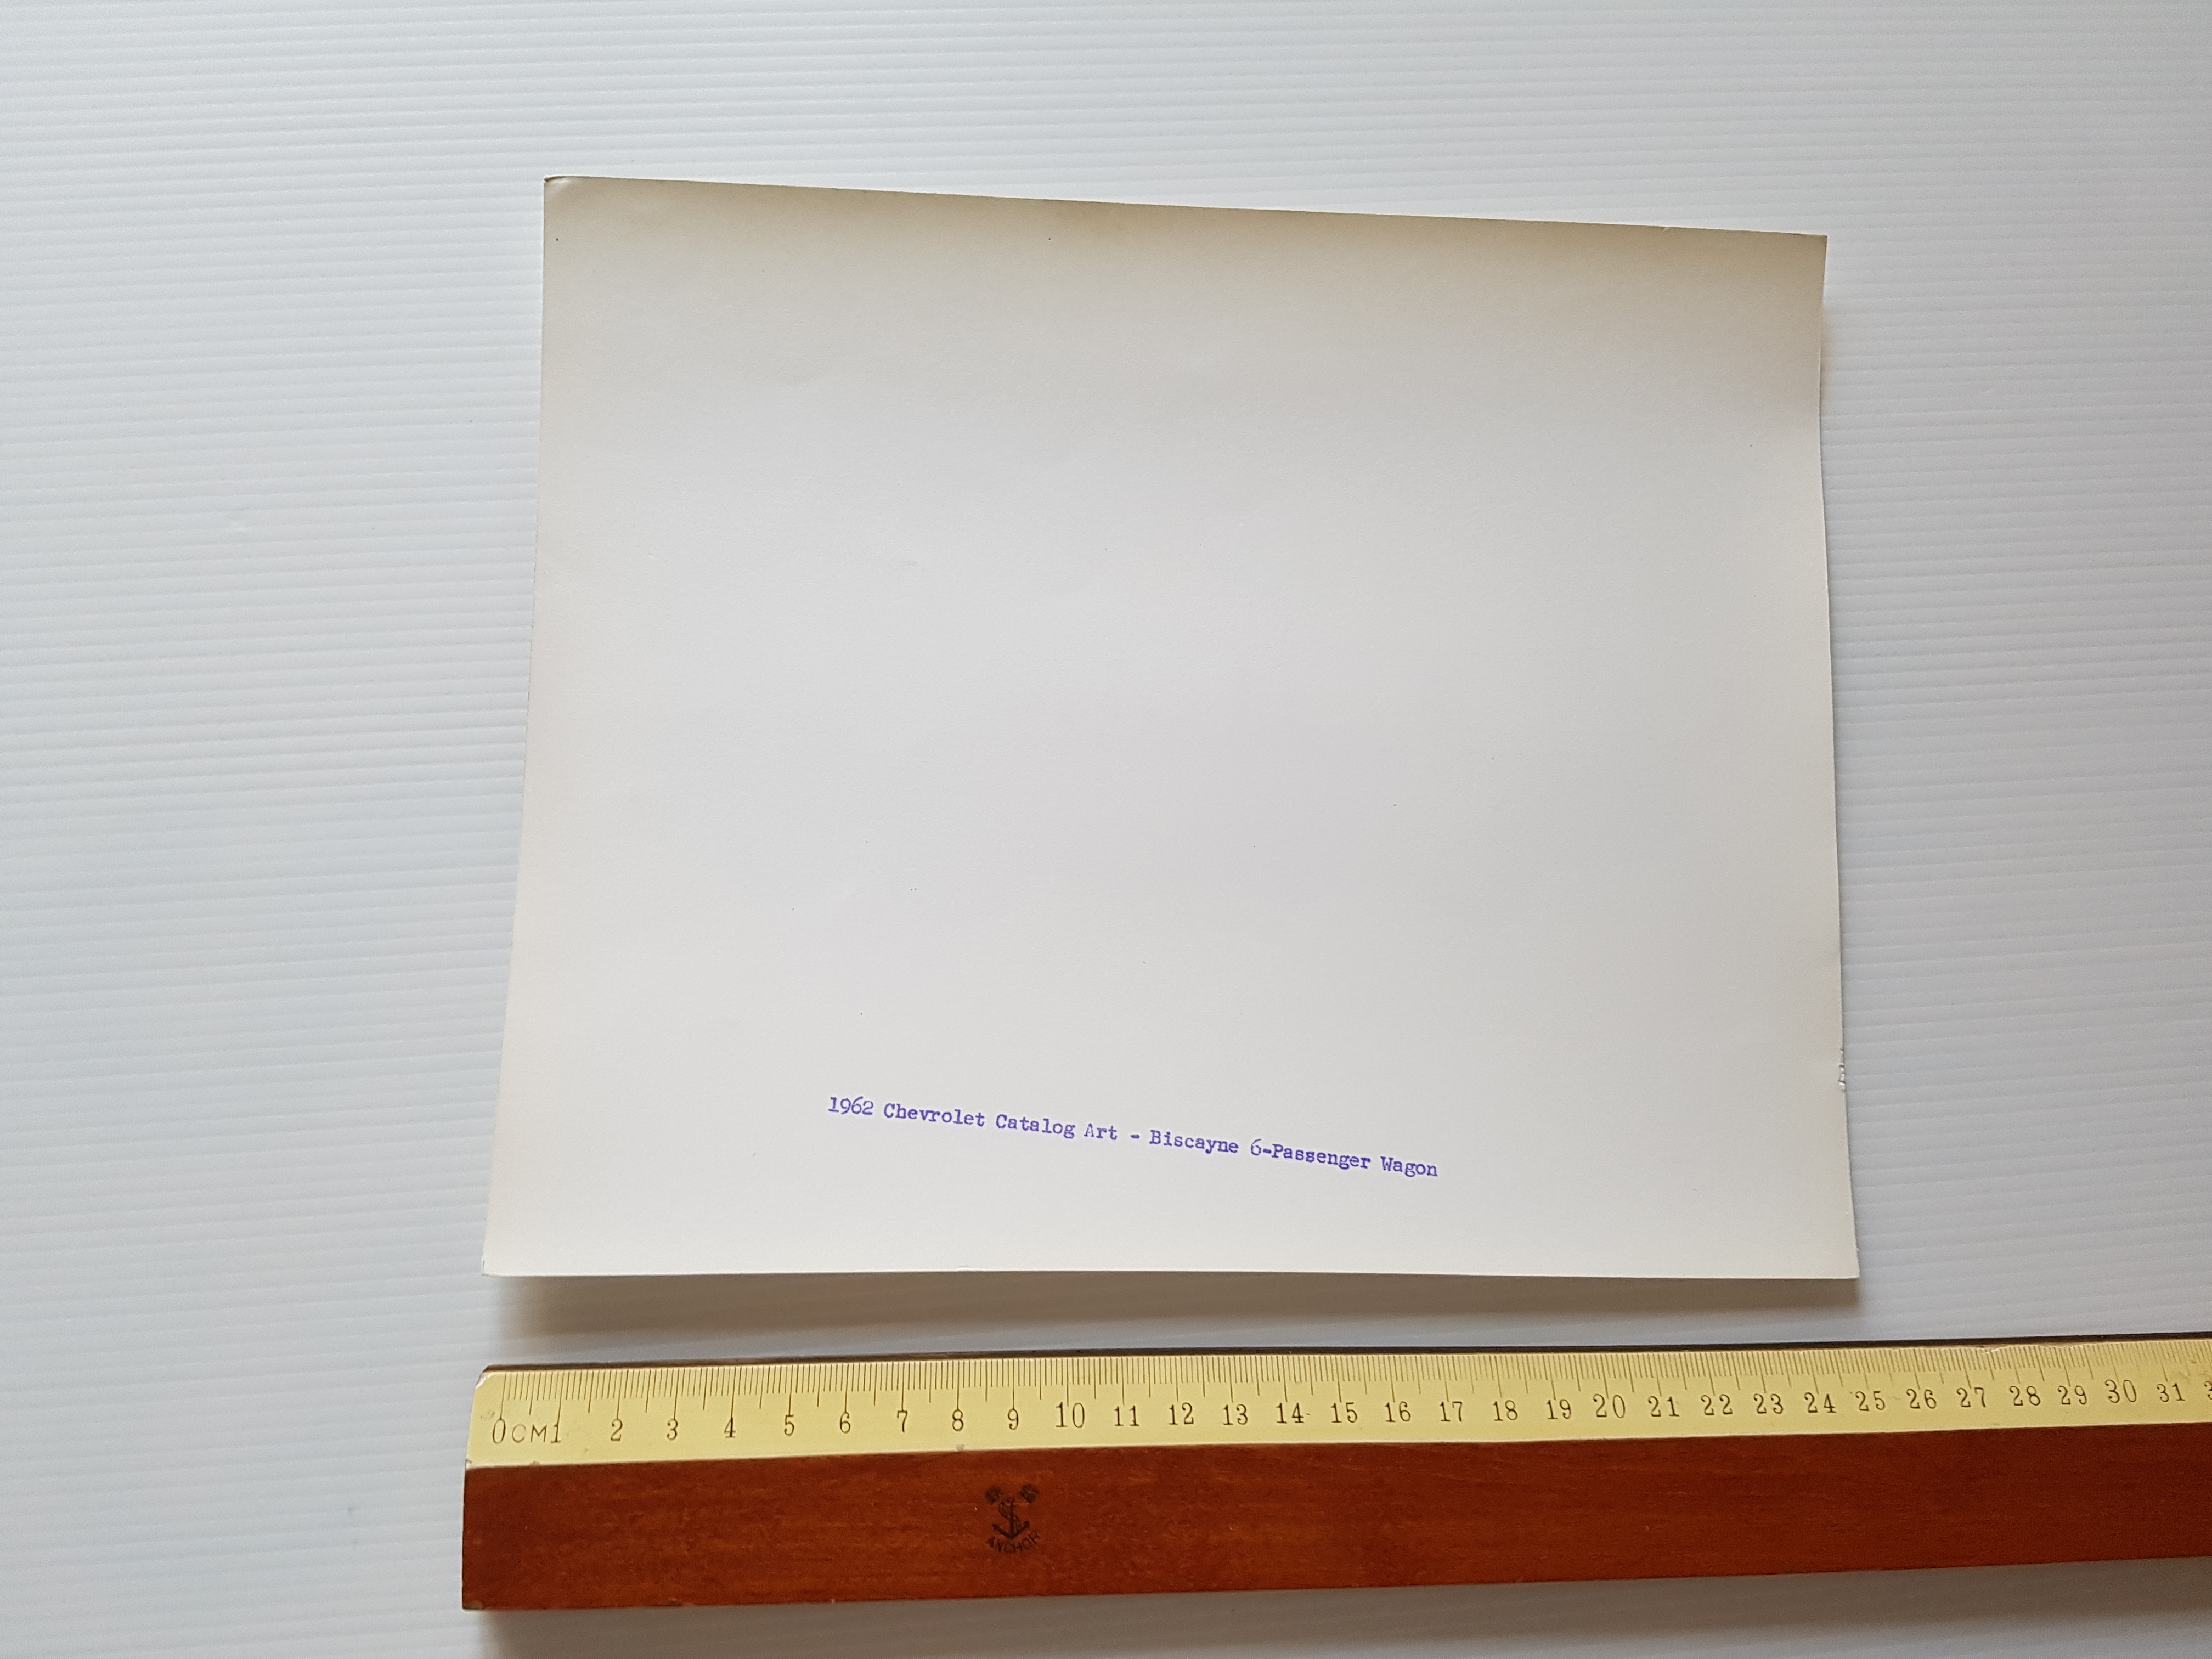 1962 Chevrolet Catalog Art - Biscayne 6-Passenger Wagon
0CM1 2 3 4 5 6 7 8 9 10 11 12 13 14 15 16 17 18 19 20 21 22 23 24 25 26 27 28 29 30 31
ANCHOR